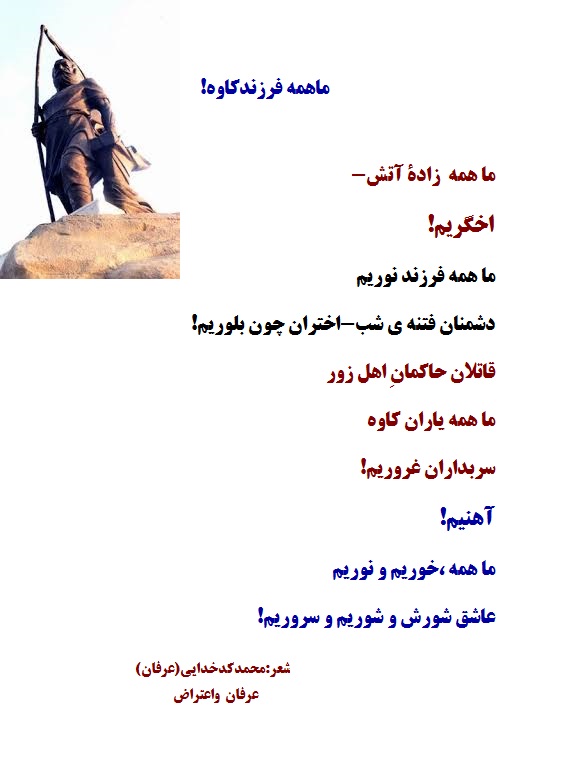 ماهمه فرزندکاوه!
ما همه زادهٔ آتش-
اخگریم!
ما همه فرزند نوریم
دشمنان فتنه ی شب-اختران چون بلوریم!
قاتلان حاکمانِ اهل زور
ما همه یاران کاوه
سربداران غروریم!
آهنیم!
ما همه ،خوریم و نوریم
عاشق شورش و شوریم و سروریم!
شعر:محمدکدخدایی(عرفان)
عرفان واعتراض